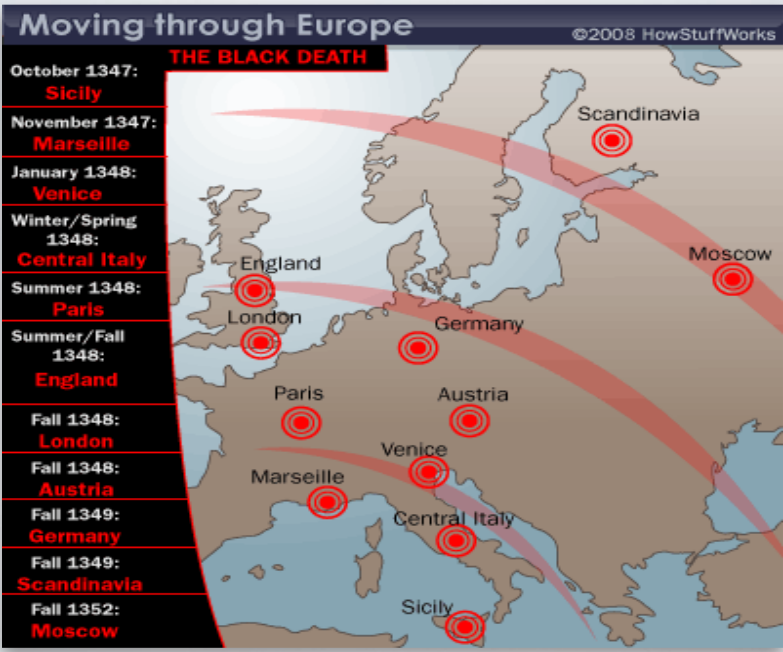 Moving through Europe
©2008 HowStuffWorks
THE BLACK DEATH
October 1347:
Sicily
November 1347:
Marseille
January 1348:
Venice
Winter/Spring
1348:
Central Italy
Summer 1348:
Paris
Summer/Fall
1348:
England
Fall 1348:
London
Fall 1348:
Austria
Fall 1349:
Germany
Fall 1349:
Scandinavia
Fall 1352:
Moscow
Scandinavia
Moscow
England
London
Germany
Paris
Austria
Venice
Marseille
Central Italy
Sicily